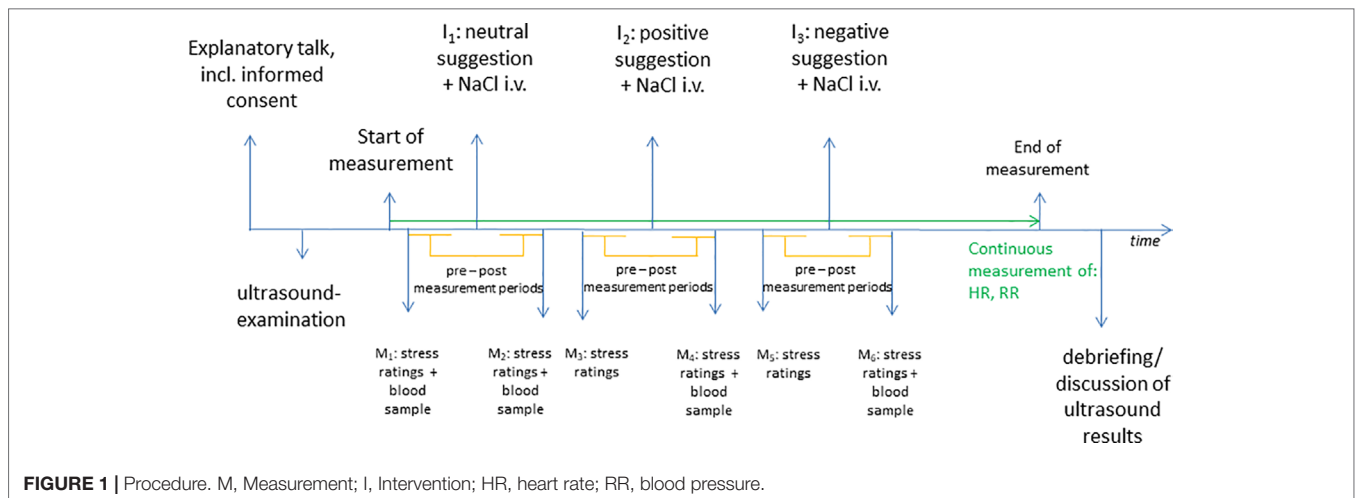 Explanatory talk,
incl. informed
consent
Start of
measurement
I₁: neutral
suggestion
+ NaCl i.v.
I₂: positive
suggestion
+ NaCl i.v.
I₃: negative
suggestion
+ NaCl i.v.
End of
measurement
time
ultrasound-
examination
pre – post
measurement periods
pre – post
measurement periods
pre – post
measurement periods
Continuous
measurement of:
HR, RR
M₁: stress
ratings +
blood
sample
M₂: stress
ratings+
blood
sample
M₃: stress
ratings
M₄: stress
ratings +
blood
sample
M₅: stress
ratings
M₆: stress
ratings +
blood
sample
debriefing/
discussion of
ultrasound
results
FIGURE 1 | Procedure. M, Measurement; I, Intervention; HR, heart rate; RR, blood pressure.